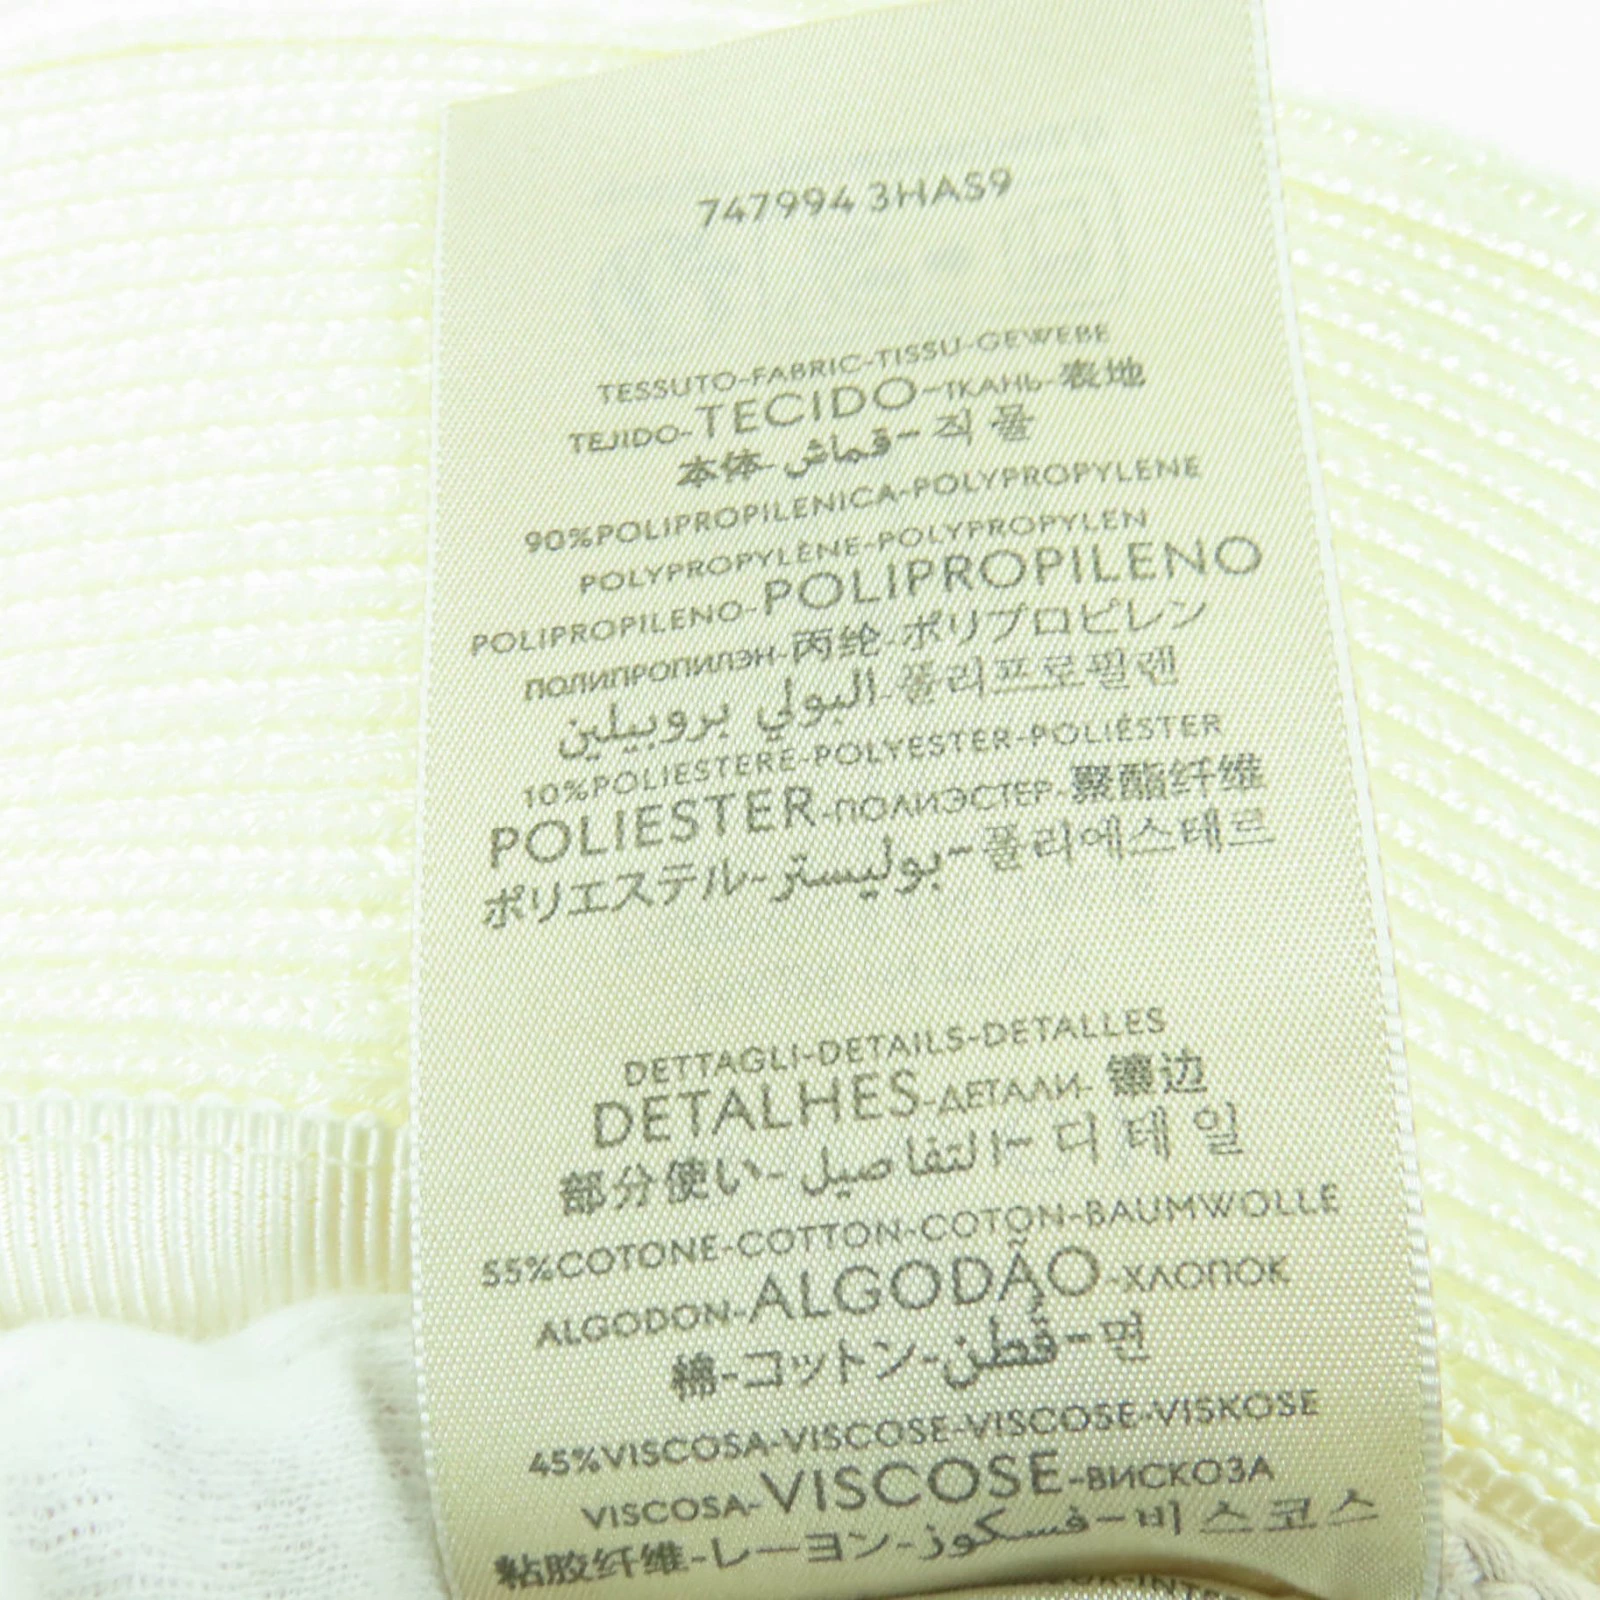 747994 3HAS9
TESSUTO-FABRIC-TISSU-GEWEBE
TEJIDO-TECIDO-ТКАНЬ-表地
本体-قماش-직물
90%POLIPROPILENICA-POLYPROPYLENE
POLYPROPYLÈNE-POLYPROPYLEN
POLIPROPILENO-POLIPROPILENO
ПОЛИПРОПИЛЭН-丙纶-ポリプロピレン
البولي بروبيلين-폴리프로필렌
10%POLIESTERE-POLYESTER-POLIÉSTER
POLIESTER-ПОЛИЭСТЕР-聚酯纤维
ポリエステル-بوليستر-폴리에스테르
DETTAGLI-DETAILS-DETALLES
DETALHES-ДЕТАЛИ-镶边
部分使い-التفاصيل-디테일
55%COTONE-COTTON-COTON-BAUMWOLLE
ALGODON-ALGODÃO-ХЛОПОК
棉-コットン-قطن-면
45%VISCOSA-VISCOSE-VISCOSE-VISKOSE
VISCOSA-VISCOSE-ВИСКОЗА
粘胶纤维-レーヨン-فسكوز-비스코스